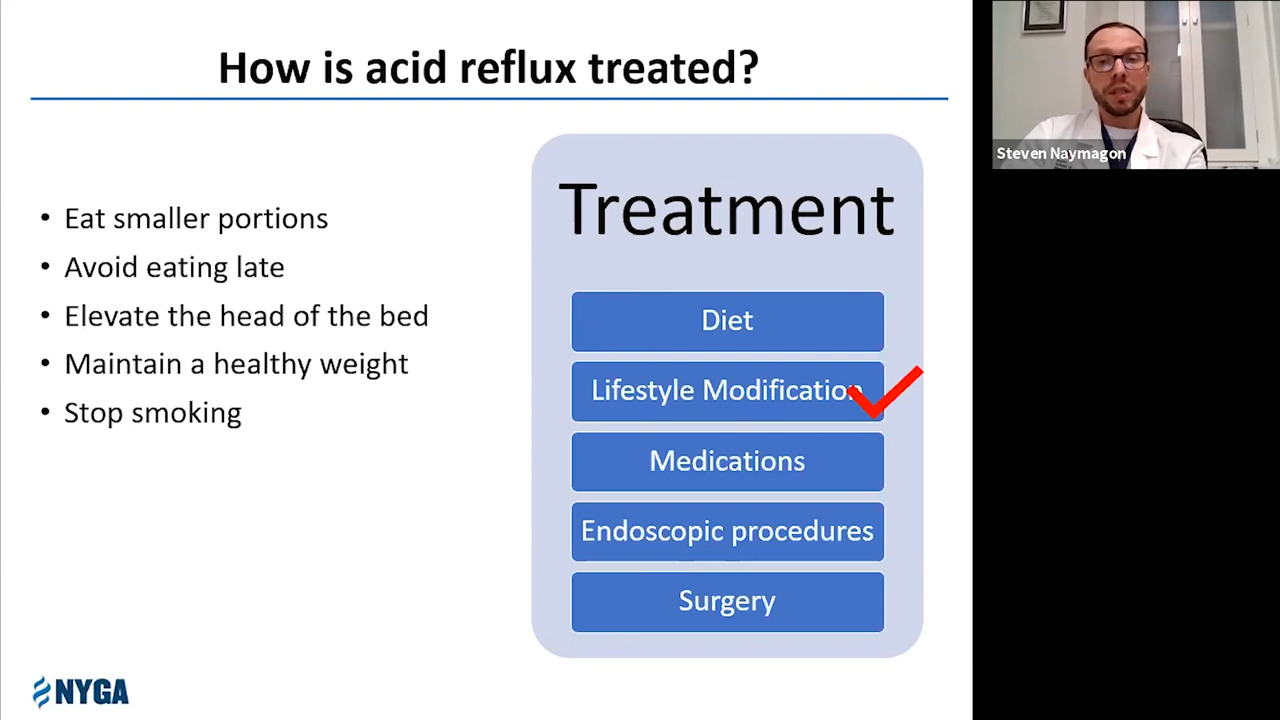 How is acid reflux treated?
• Eat smaller portions
• Avoid eating late
• Elevate the head of the bed
• Maintain a healthy weight
• Stop smoking
Treatment
Diet
Lifestyle Modification
Medications
Endoscopic procedures
Surgery
NYGA
Steven Naymagon